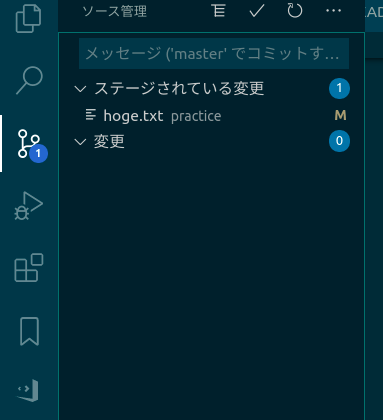 ソース管理
メッセージ ('master' でコミットす…
ステージされている変更 1
hoge.txt practice M
変更 0
1